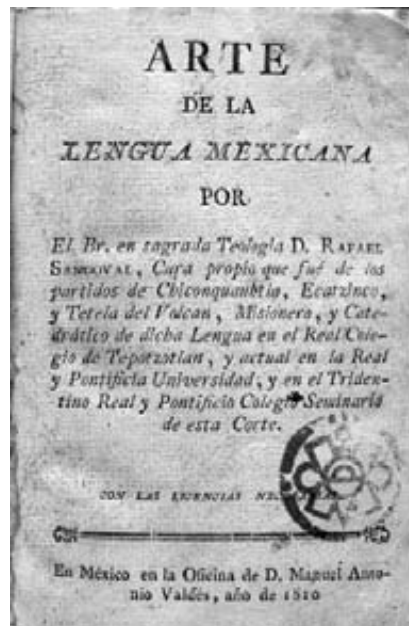 ARTE
DE LA
LENGUA MEXICANA
POR
El Br. en sagrada Teología D. RAFAEL
SANDOVAL, Cura propio que fué de los
partidos de Chiconquauhtla, Ecatzinco,
y Tetela del Volcan, Misionero, y Cate-
drático de dicha Lengua en el Real Cole-
gio de Tepotzotlan, y actual en la Real
y Pontificia Universidad, y en el Triden-
tino Real y Pontificio Colegio Seminario
de esta Corte.
CON LAS LICENCIAS
En México en la Oficina de D. Manuel Anto-
nio Valdés, año de 1810